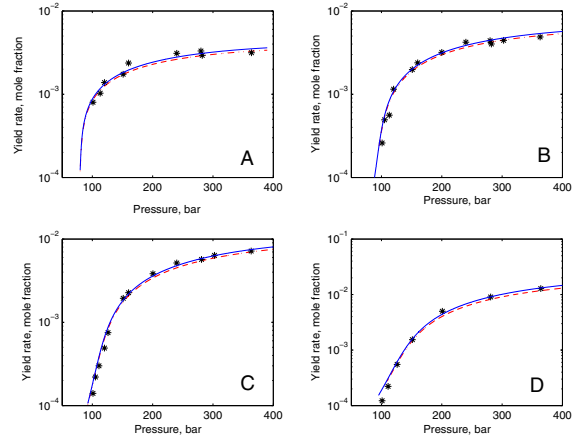 10⁻²
10⁻³
10⁻⁴
Yield rate, mole fraction
100 200 300 400
Pressure, bar
A
10⁻²
10⁻³
10⁻⁴
Yield rate, mole fraction
0 100 200 300 400
Pressure, bar
B
10⁻²
10⁻³
10⁻⁴
Yield rate, mole fraction
100 200 300 400
Pressure, bar
C
10⁻¹
10⁻²
10⁻³
10⁻⁴
Yield rate, mole fraction
0 100 200 300 400
Pressure, bar
D